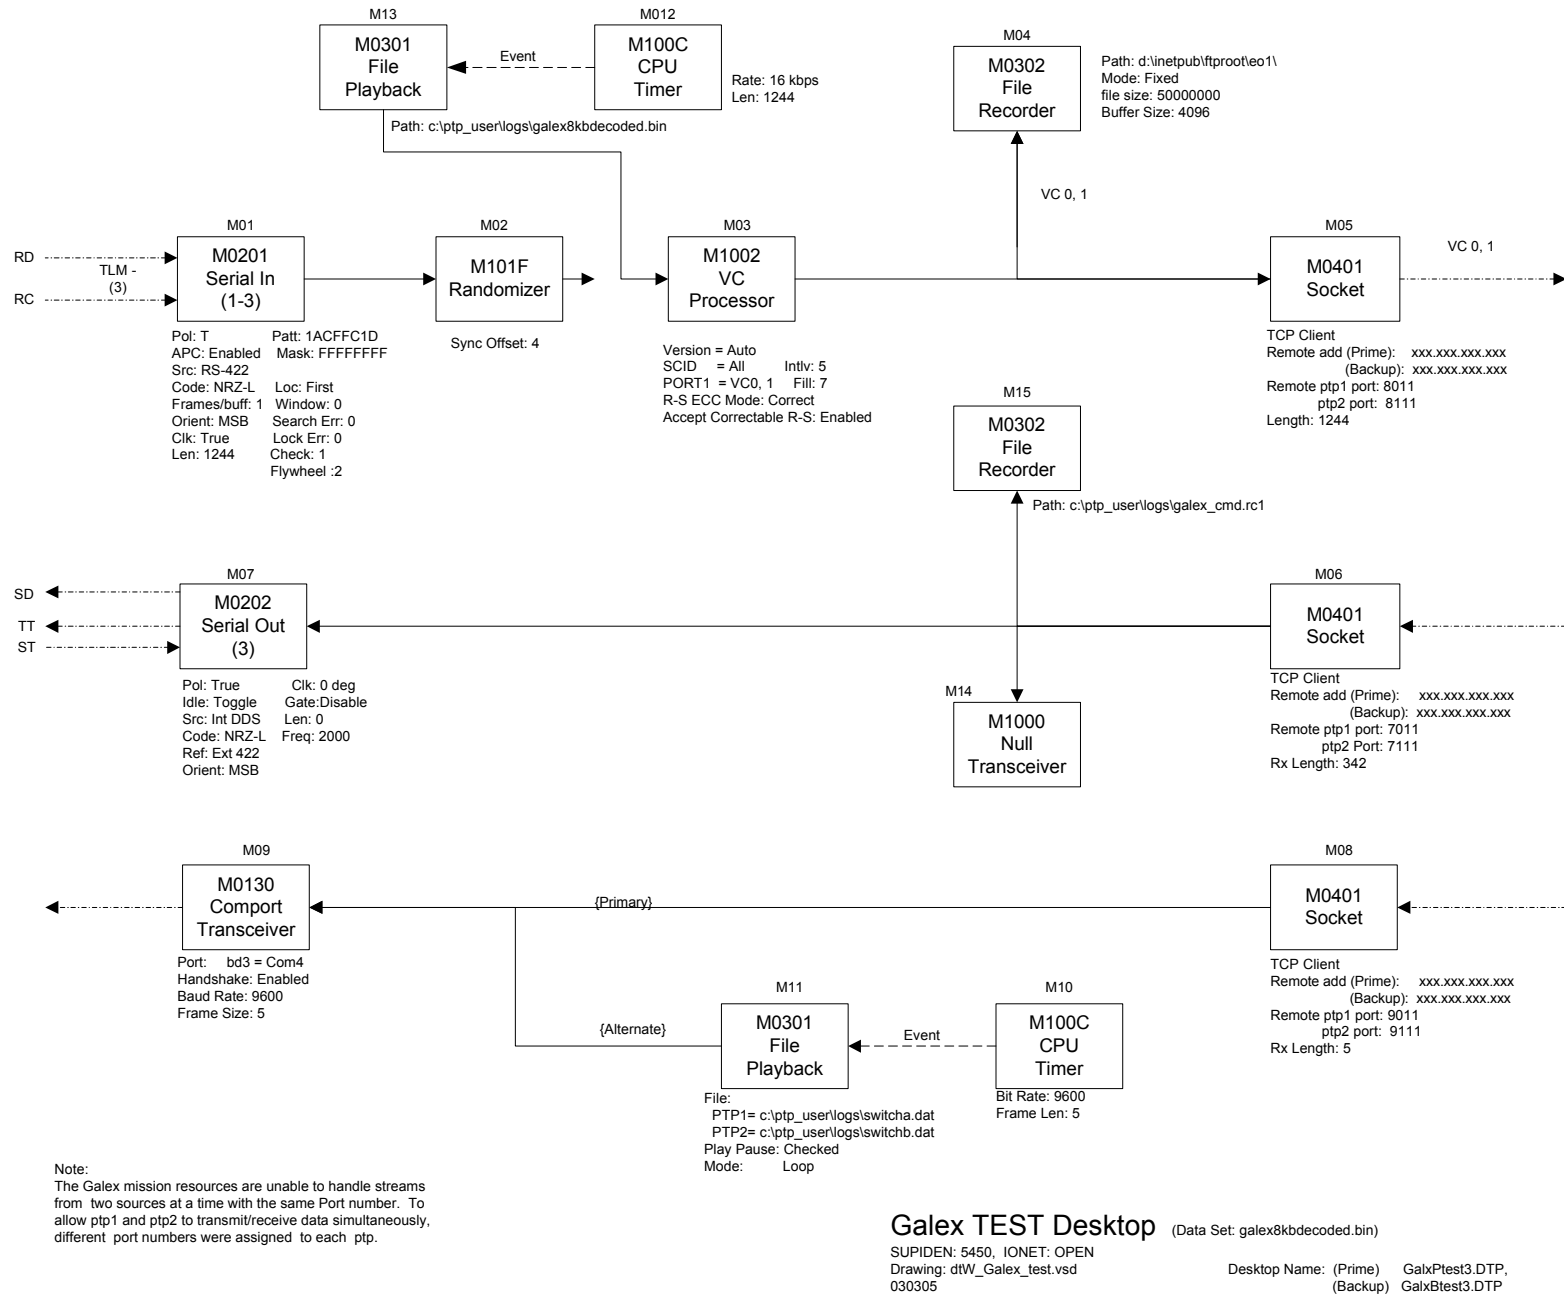 M13
M0301
File
Playback
Event
M012
M100C
CPU
Timer
Rate: 16 kbps
Len: 1244
Path: c:\ptp_user\logs\galex8kbdecoded.bin
M04
M0302
File
Recorder
Path: d:\inetpub\ftproot\eo1\
Mode: Fixed
file size: 50000000
Buffer Size: 4096
VC 0, 1
RD
RC
TLM -
(3)
M01
M0201
Serial In
(1-3)
Pol: T Patt: 1ACFFC1D
APC: Enabled Mask: FFFFFFFF
Src: RS-422
Code: NRZ-L Loc: First
Frames/buff: 1 Window: 0
Orient: MSB Search Err: 0
Clk: True Lock Err: 0
Len: 1244 Check: 1
Flywheel :2
M02
M101F
Randomizer
Sync Offset: 4
M03
M1002
VC
Processor
Version = Auto
SCID = All Intlv: 5
PORT1 = VC0, 1 Fill: 7
R-S ECC Mode: Correct
Accept Correctable R-S: Enabled
M05
M0401
Socket
VC 0, 1
TCP Client
Remote add (Prime): xxx.xxx.xxx.xxx
(Backup): xxx.xxx.xxx.xxx
Remote ptp1 port: 8011
ptp2 port: 8111
Length: 1244
M15
M0302
File
Recorder
Path: c:\ptp_user\logs\galex_cmd.rc1
SD
TT
ST
M07
M0202
Serial Out
(3)
Pol: True Clk: 0 deg
Idle: Toggle Gate:Disable
Src: Int DDS Len: 0
Code: NRZ-L Freq: 2000
Ref: Ext 422
Orient: MSB
M14
M1000
Null
Transceiver
M06
M0401
Socket
TCP Client
Remote add (Prime): xxx.xxx.xxx.xxx
(Backup): xxx.xxx.xxx.xxx
Remote ptp1 port: 7011
ptp2 Port: 7111
Rx Length: 342
M09
M0130
Comport
Transceiver
Port: bd3 = Com4
Handshake: Enabled
Baud Rate: 9600
Frame Size: 5
{Primary}
{Alternate}
M08
M0401
Socket
TCP Client
Remote add (Prime): xxx.xxx.xxx.xxx
(Backup): xxx.xxx.xxx.xxx
Remote ptp1 port: 9011
ptp2 port: 9111
Rx Length: 5
M11
M0301
File
Playback
Event
M10
M100C
CPU
Timer
Bit Rate: 9600
Frame Len: 5
File:
PTP1= c:\ptp_user\logs\switcha.dat
PTP2= c:\ptp_user\logs\switchb.dat
Play Pause: Checked
Mode: Loop
Note:
The Galex mission resources are unable to handle streams
from two sources at a time with the same Port number. To
allow ptp1 and ptp2 to transmit/receive data simultaneously,
different port numbers were assigned to each ptp.
Galex TEST Desktop (Data Set: galex8kbdecoded.bin)
SUPIDEN: 5450, IONET: OPEN
Drawing: dtW_Galex_test.vsd
030305
Desktop Name: (Prime) GalxPtest3.DTP,
(Backup) GalxBtest3.DTP